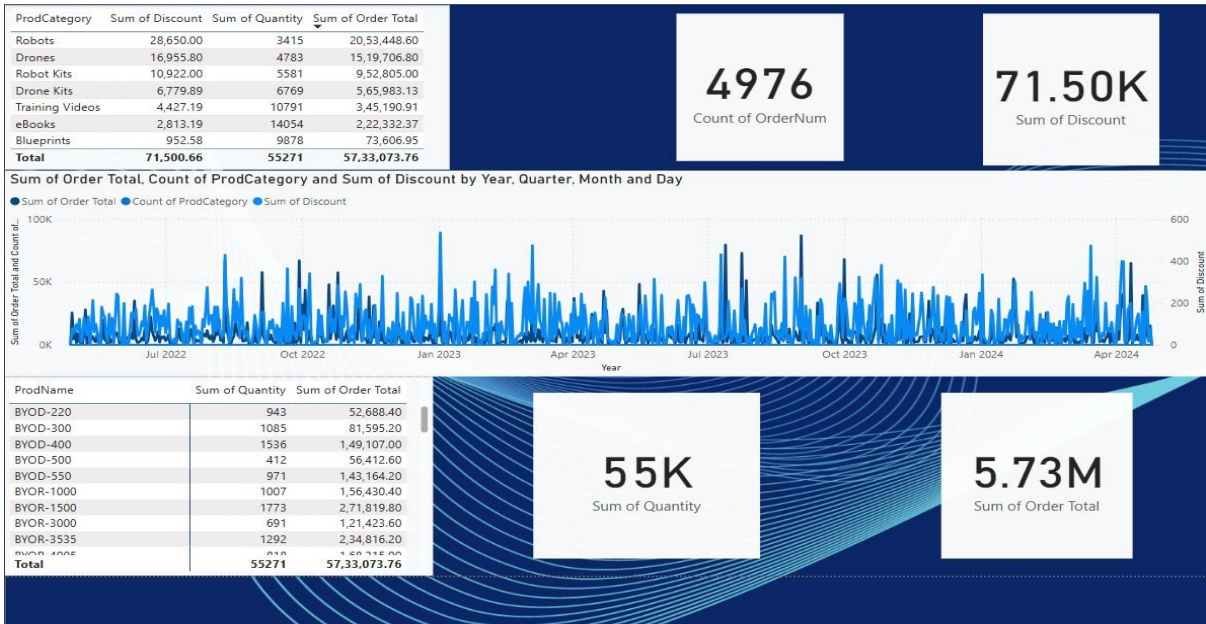 ProdCategory Sum of Discount Sum of Quantity Sum of Order Total
Robots 28,650.00 3415 20,53,448.60
Drones 16,955.80 4783 15,19,706.80
Robot Kits 10,922.00 5581 9,52,805.00
Drone Kits 6,779.89 6769 5,65,983.13
Training Videos 4,427.19 10791 3,45,190.91
eBooks 2,813.19 14054 2,22,332.37
Blueprints 952.58 9878 73,606.95
Total 71,500.66 55271 57,33,073.76
4976
Count of OrderNum
71.50K
Sum of Discount
Sum of Order Total, Count of ProdCategory and Sum of Discount by Year, Quarter, Month and Day
Sum of Order Total Count of ProdCategory Sum of Discount
Sum of Order Total and Count of...
100K
50K
0K
600
400
200
0
Sum of Discount
Jul 2022 Oct 2022 Jan 2023 Apr 2023 Jul 2023 Oct 2023 Jan 2024 Apr 2024
Year
ProdName Sum of Quantity Sum of Order Total
BYOD-220 943 52,688.40
BYOD-300 1085 81,595.20
BYOD-400 1536 1,49,107.00
BYOD-500 412 56,412.60
BYOD-550 971 1,43,164.20
BYOR-1000 1007 1,56,430.40
BYOR-1500 1773 2,71,819.80
BYOR-3000 691 1,21,423.60
BYOR-3535 1292 2,34,816.20
Total 55271 57,33,073.76
55K
Sum of Quantity
5.73M
Sum of Order Total